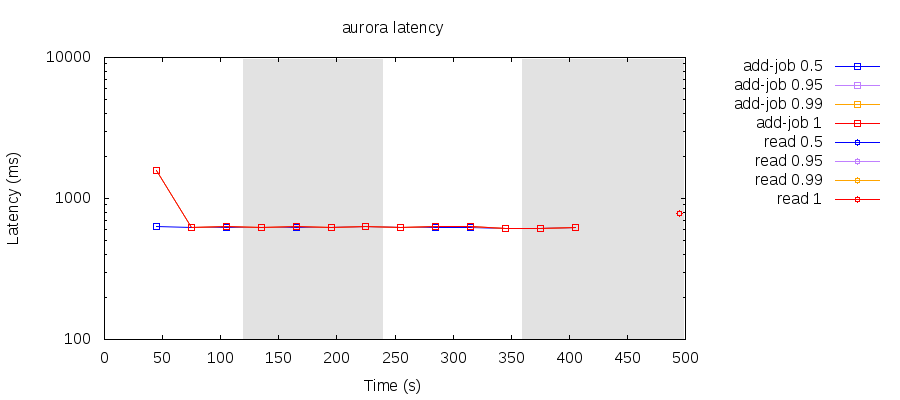 aurora latency
10000
1000
100
Latency (ms)
0 50 100 150 200 250 300 350 400 450 500
Time (s)
add-job 0.5
add-job 0.95
add-job 0.99
add-job 1
read 0.5
read 0.95
read 0.99
read 1